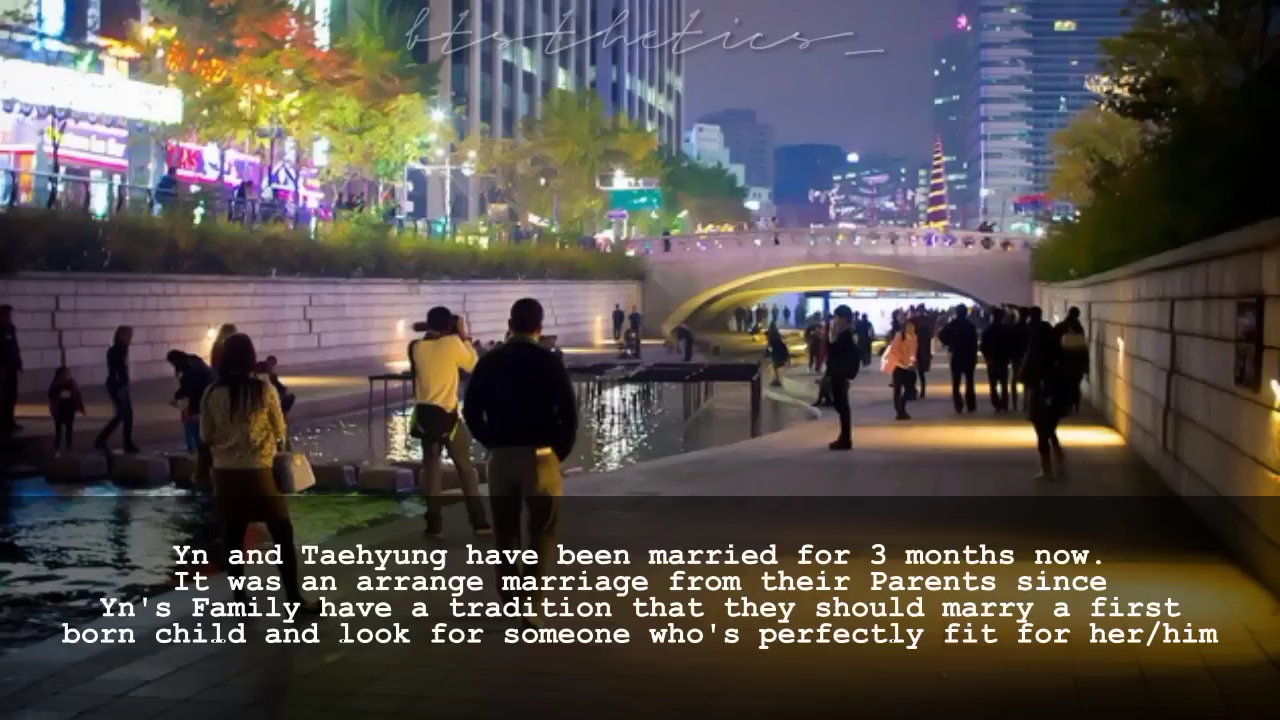 btsthetics_
Yn and Taehyung have been married for 3 months now.
It was an arrange marriage from their Parents since
Yn's Family have a tradition that they should marry a first
born child and look for someone who's perfectly fit for her/him